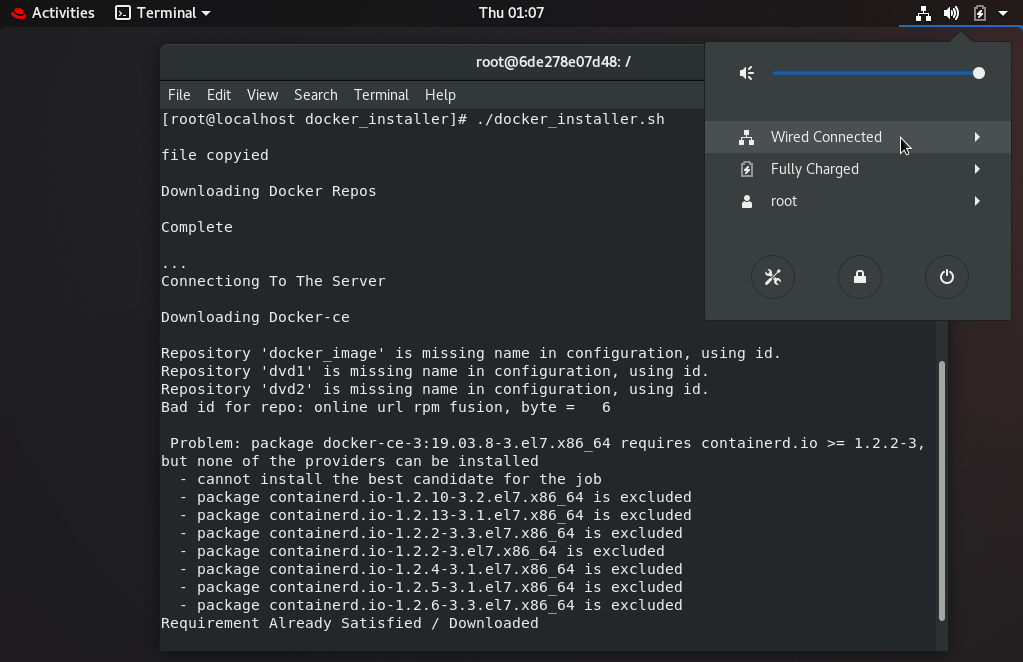 Activities Terminal Thu 01:07
root@6de278e07d48: /
File Edit View Search Terminal Help
[root@localhost docker_installer]# ./docker_installer.sh
file copyied
Downloading Docker Repos
Complete
...
Connectiong To The Server
Downloading Docker-ce
Repository 'docker_image' is missing name in configuration, using id.
Repository 'dvd1' is missing name in configuration, using id.
Repository 'dvd2' is missing name in configuration, using id.
Bad id for repo: online url rpm fusion, byte =   6
Problem: package docker-ce-3:19.03.8-3.el7.x86_64 requires containerd.io >= 1.2.2-3,
but none of the providers can be installed
- cannot install the best candidate for the job
- package containerd.io-1.2.10-3.2.el7.x86_64 is excluded
- package containerd.io-1.2.13-3.1.el7.x86_64 is excluded
- package containerd.io-1.2.2-3.3.el7.x86_64 is excluded
- package containerd.io-1.2.2-3.el7.x86_64 is excluded
- package containerd.io-1.2.4-3.1.el7.x86_64 is excluded
- package containerd.io-1.2.5-3.1.el7.x86_64 is excluded
- package containerd.io-1.2.6-3.3.el7.x86_64 is excluded
Requirement Already Satisfied / Downloaded
Wired Connected
Fully Charged
root